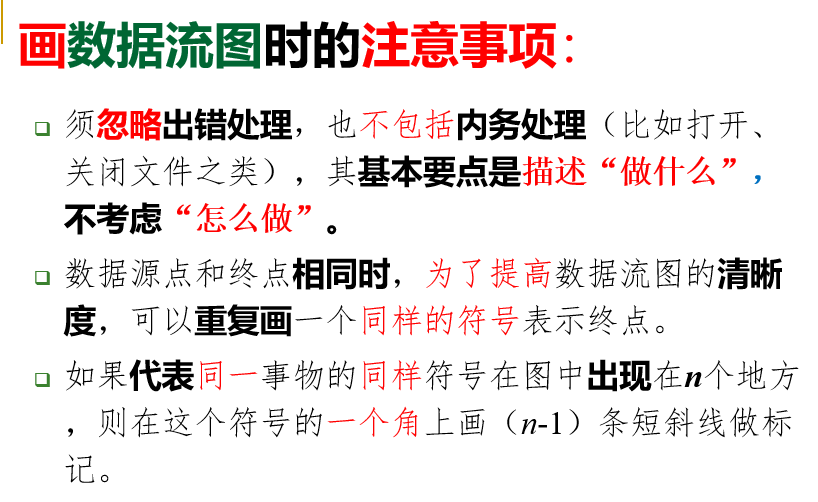 画数据流图时的注意事项：
须忽略出错处理，也不包括内务处理（比如打开、
关闭文件之类），其基本要点是描述“做什么”，
不考虑“怎么做”。
数据源点和终点相同时，为了提高数据流图的清晰
度，可以重复画一个同样的符号表示终点。
如果代表同一事物的同样符号在图中出现在n个地方
，则在这个符号的一个角上画（n-1）条短斜线做标
记。